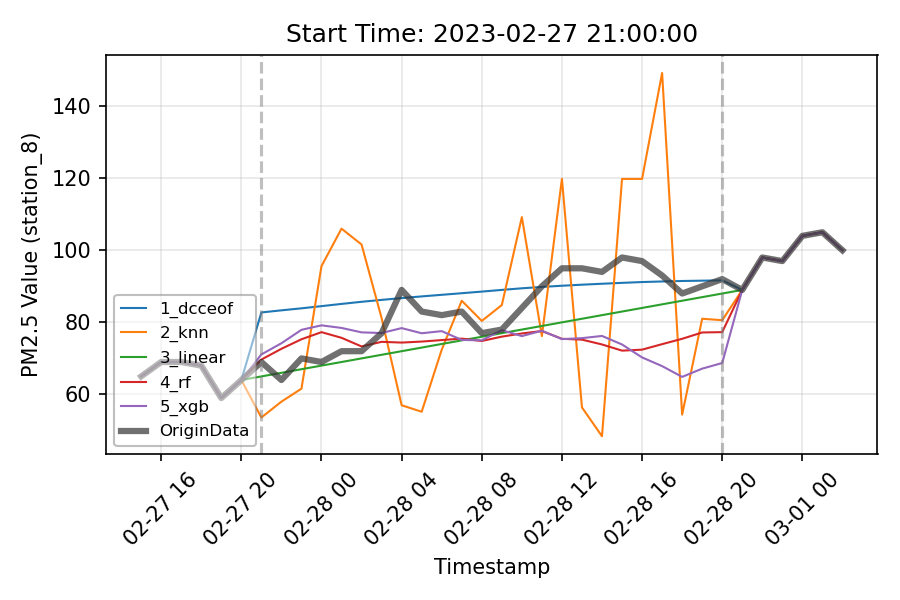 Start Time: 2023-02-27 21:00:00
PM2.5 Value (station_8)
140
120
100
80
60
1_dcceof
2_knn
3_linear
4_rf
5_xgb
OriginData
02-27 16
02-27 20
02-28 00
02-28 04
02-28 08
02-28 12
02-28 16
02-28 20
03-01 00
Timestamp